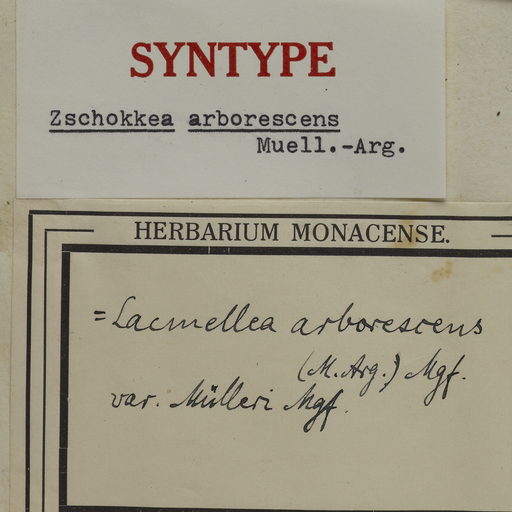 SYNTYPE
Zschokkea arborescens
Muell.-Arg.
HERBARIUM MONACENSE.
=Lacmellea arborescens
(M. Arg.) Mgf.
var. Mülleri Mgf.